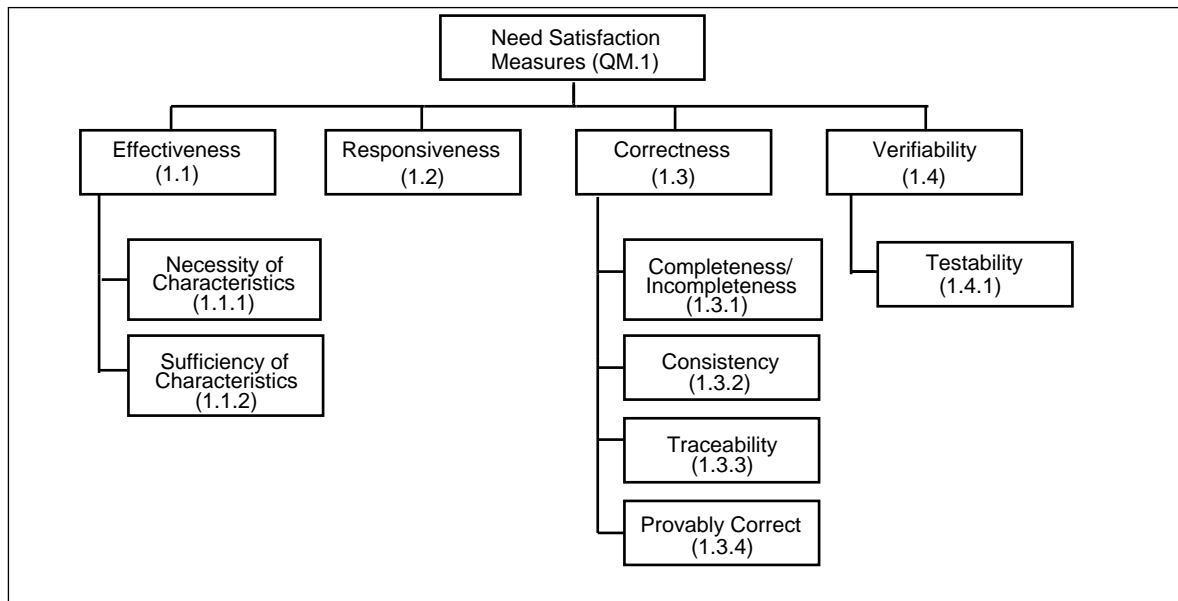 Need Satisfaction
Measures (QM.1)
Effectiveness
(1.1)
Responsiveness
(1.2)
Correctness
(1.3)
Verifiability
(1.4)
Necessity of
Characteristics
(1.1.1)
Sufficiency of
Characteristics
(1.1.2)
Completeness/
Incompleteness
(1.3.1)
Consistency
(1.3.2)
Traceability
(1.3.3)
Provably Correct
(1.3.4)
Testability
(1.4.1)